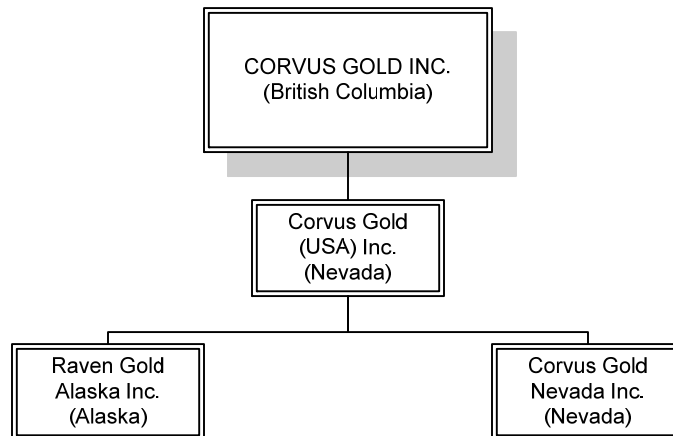 CORVUS GOLD INC.
(British Columbia)
Corvus Gold
(USA) Inc.
(Nevada)
Raven Gold
Alaska Inc.
(Alaska)
Corvus Gold
Nevada Inc.
(Nevada)